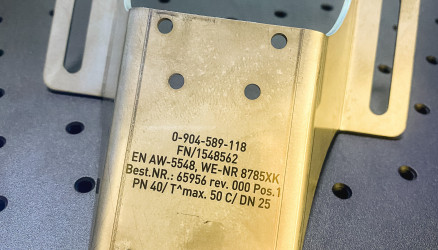 0-904-589-118
FN/1548562
EN AW-5548, WE-NR 8785XK
Best.NR.: 65956 rev. 000 Pos.1
PN 40/ T^max. 50 C/ DN 25